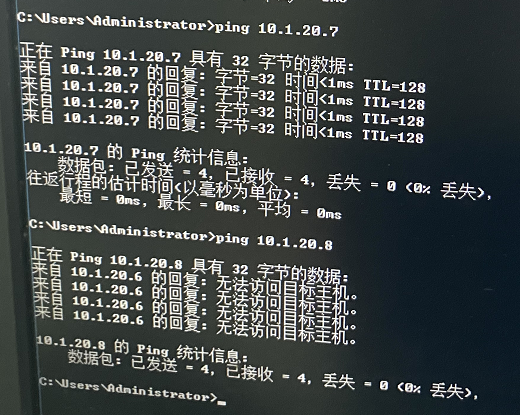 C:\Users\Administrator>ping 10.1.20.7
正在 Ping 10.1.20.7 具有 32 字节的数据:
来自 10.1.20.7 的回复: 字节=32 时间<1ms TTL=128
来自 10.1.20.7 的回复: 字节=32 时间<1ms TTL=128
来自 10.1.20.7 的回复: 字节=32 时间<1ms TTL=128
来自 10.1.20.7 的回复: 字节=32 时间<1ms TTL=128
10.1.20.7 的 Ping 统计信息:
数据包: 已发送 = 4, 已接收 = 4, 丢失 = 0 (0% 丢失),
往返行程的估计时间(以毫秒为单位):
最短 = 0ms, 最长 = 0ms, 平均 = 0ms
C:\Users\Administrator>ping 10.1.20.8
正在 Ping 10.1.20.8 具有 32 字节的数据:
来自 10.1.20.6 的回复: 无法访问目标主机。
来自 10.1.20.6 的回复: 无法访问目标主机。
来自 10.1.20.6 的回复: 无法访问目标主机。
来自 10.1.20.6 的回复: 无法访问目标主机。
10.1.20.8 的 Ping 统计信息:
数据包: 已发送 = 4, 已接收 = 4, 丢失 = 0 (0% 丢失),
C:\Users\Administrator>_